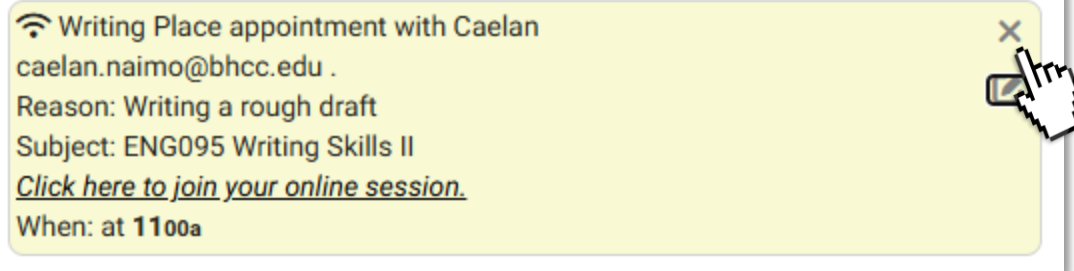 Writing Place appointment with Caelan
caelan.naimo@bhcc.edu .
Reason: Writing a rough draft
Subject: ENG095 Writing Skills II
Click here to join your online session.
When: at 1100a